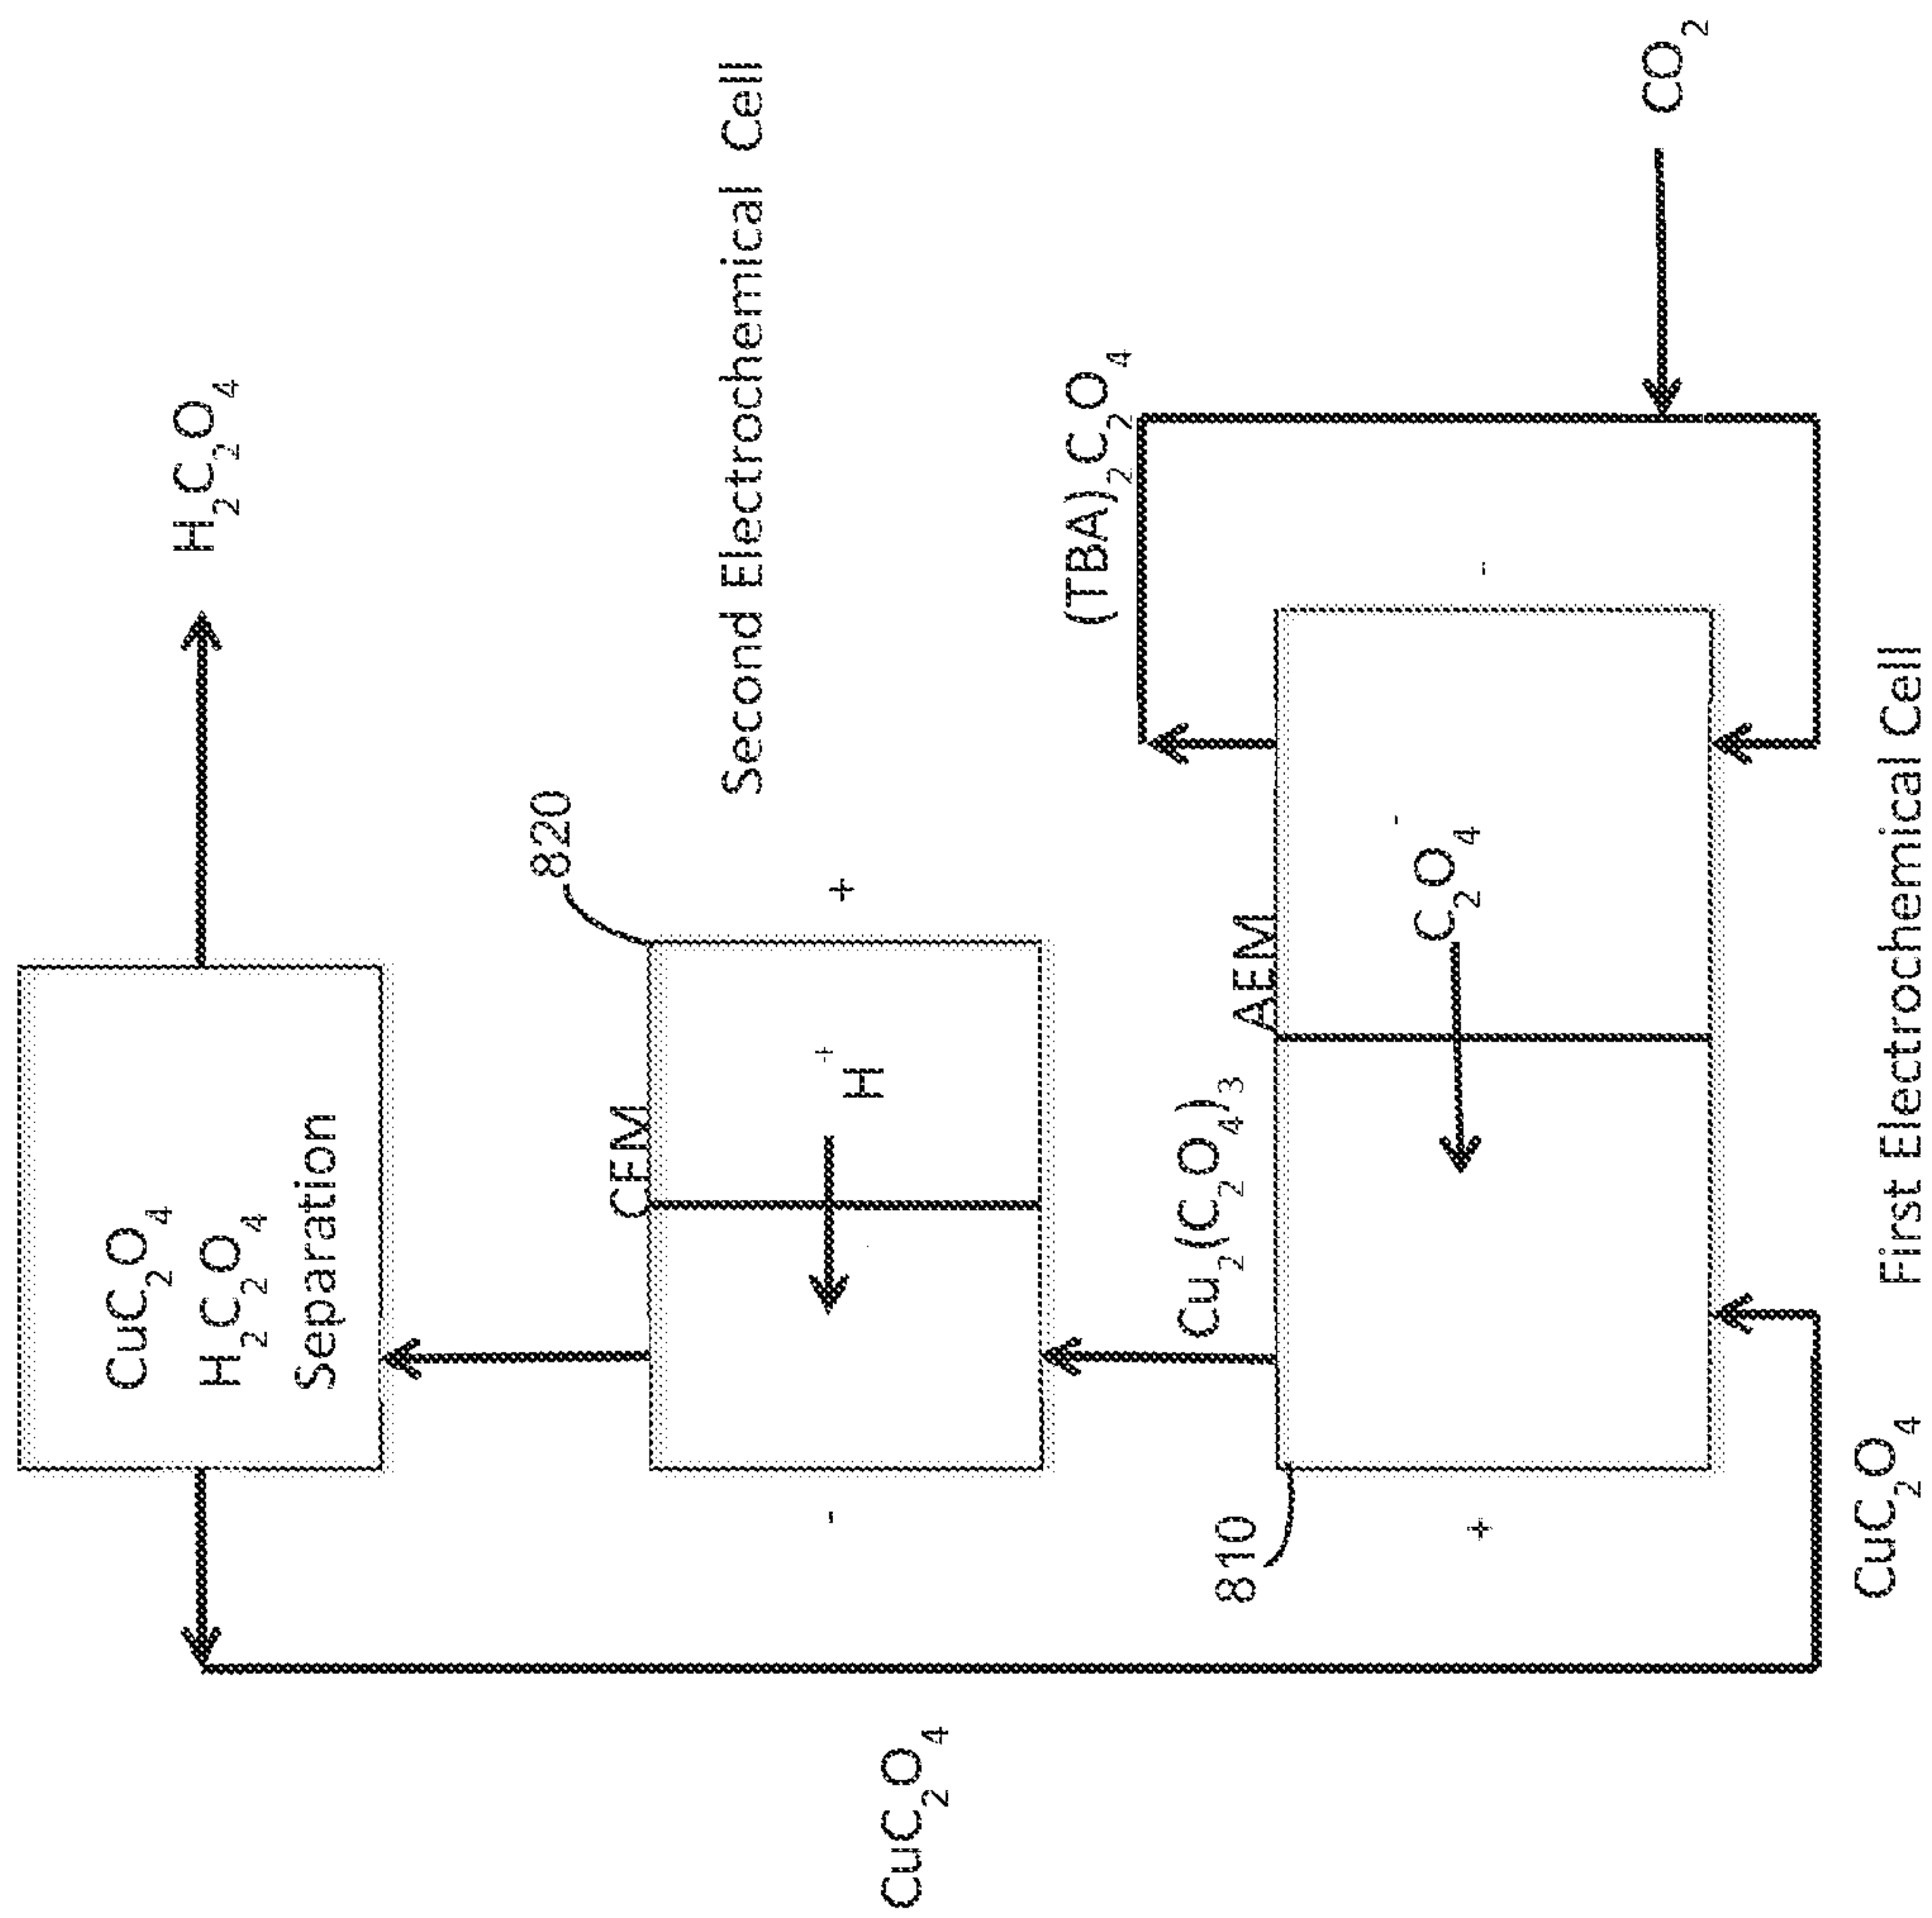 CuC2O4
H2C2O4
Separation
H2C2O4
820
CEM
H+
-
+
Second Electrochemical Cell
CuC2O4
810
Cu2(C2O4)3
AEM
(TBA)2C2O4
C2O4-
+
-
CO2
CuC2O4
First Electrochemical Cell